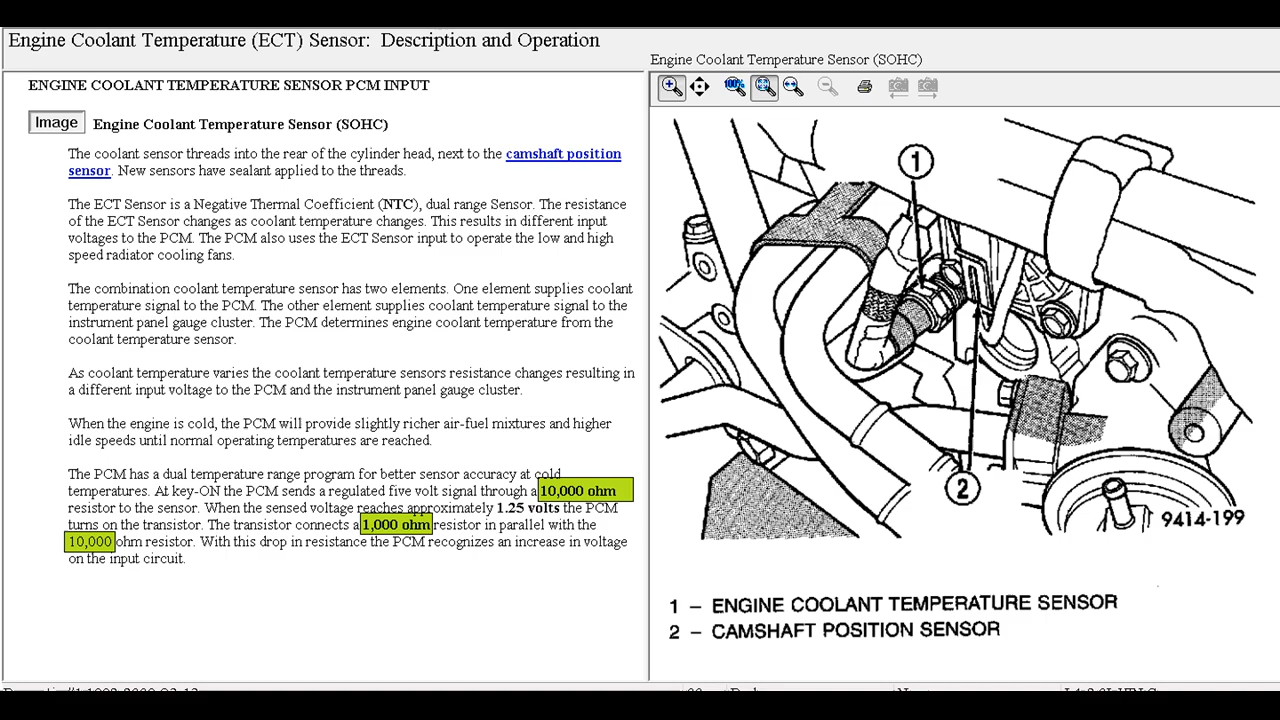 Engine Coolant Temperature (ECT) Sensor:  Description and Operation
ENGINE COOLANT TEMPERATURE SENSOR PCM INPUT
Image
Engine Coolant Temperature Sensor (SOHC)
The coolant sensor threads into the rear of the cylinder head, next to the camshaft position
sensor. New sensors have sealant applied to the threads.
The ECT Sensor is a Negative Thermal Coefficient (NTC), dual range Sensor. The resistance
of the ECT Sensor changes as coolant temperature changes. This results in different input
voltages to the PCM. The PCM also uses the ECT Sensor input to operate the low and high
speed radiator cooling fans.
The combination coolant temperature sensor has two elements. One element supplies coolant
temperature signal to the PCM. The other element supplies coolant temperature signal to the
instrument panel gauge cluster. The PCM determines engine coolant temperature from the
coolant temperature sensor.
As coolant temperature varies the coolant temperature sensors resistance changes resulting in
a different input voltage to the PCM and the instrument panel gauge cluster.
When the engine is cold, the PCM will provide slightly richer air-fuel mixtures and higher
idle speeds until normal operating temperatures are reached.
The PCM has a dual temperature range program for better sensor accuracy at cold
temperatures. At key-ON the PCM sends a regulated five volt signal through a 10,000 ohm
resistor to the sensor. When the sensed voltage reaches approximately 1.25 volts the PCM
turns on the transistor. The transistor connects a 1,000 ohm resistor in parallel with the
10,000 ohm resistor. With this drop in resistance the PCM recognizes an increase in voltage
on the input circuit.
Engine Coolant Temperature Sensor (SOHC)
100%
1
2
9414-199
1 – ENGINE COOLANT TEMPERATURE SENSOR
2 – CAMSHAFT POSITION SENSOR